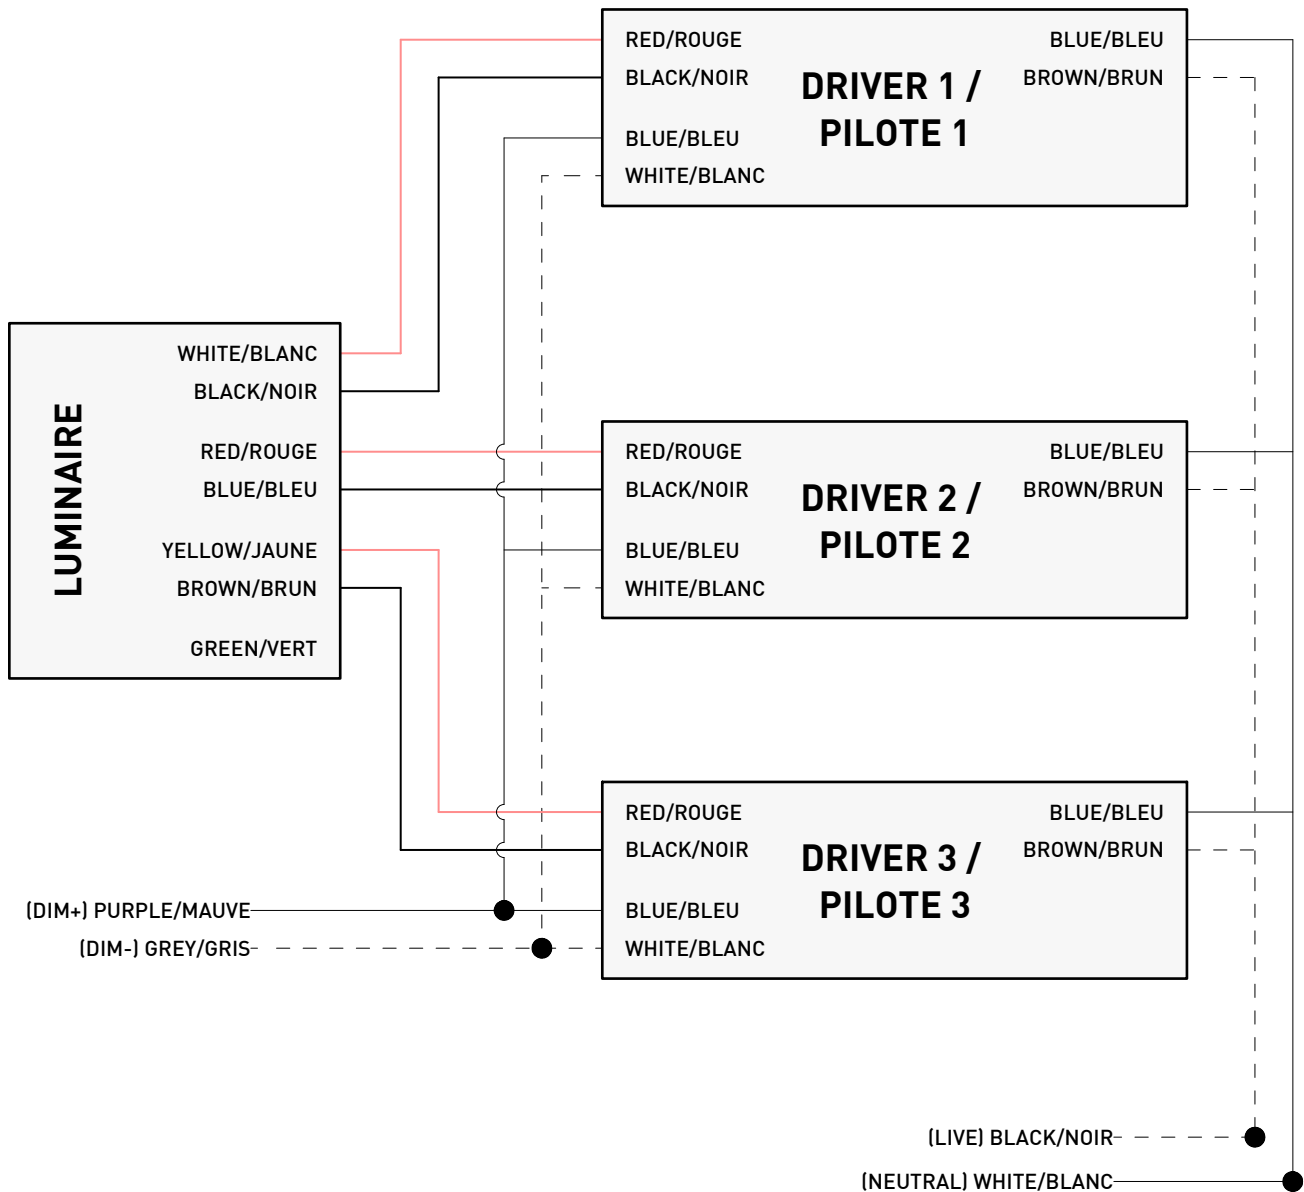 RED/ROUGE
BLACK/NOIR
BLUE/BLEU
WHITE/BLANC
DRIVER 1 /
PILOTE 1
BLUE/BLEU
BROWN/BRUN
LUMINAIRE
WHITE/BLANC
BLACK/NOIR
RED/ROUGE
BLUE/BLEU
YELLOW/JAUNE
BROWN/BRUN
GREEN/VERT
RED/ROUGE
BLACK/NOIR
BLUE/BLEU
WHITE/BLANC
DRIVER 2 /
PILOTE 2
BLUE/BLEU
BROWN/BRUN
RED/ROUGE
BLACK/NOIR
BLUE/BLEU
WHITE/BLANC
DRIVER 3 /
PILOTE 3
BLUE/BLEU
BROWN/BRUN
(DIM+) PURPLE/MAUVE
(DIM-) GREY/GRIS
(LIVE) BLACK/NOIR
(NEUTRAL) WHITE/BLANC